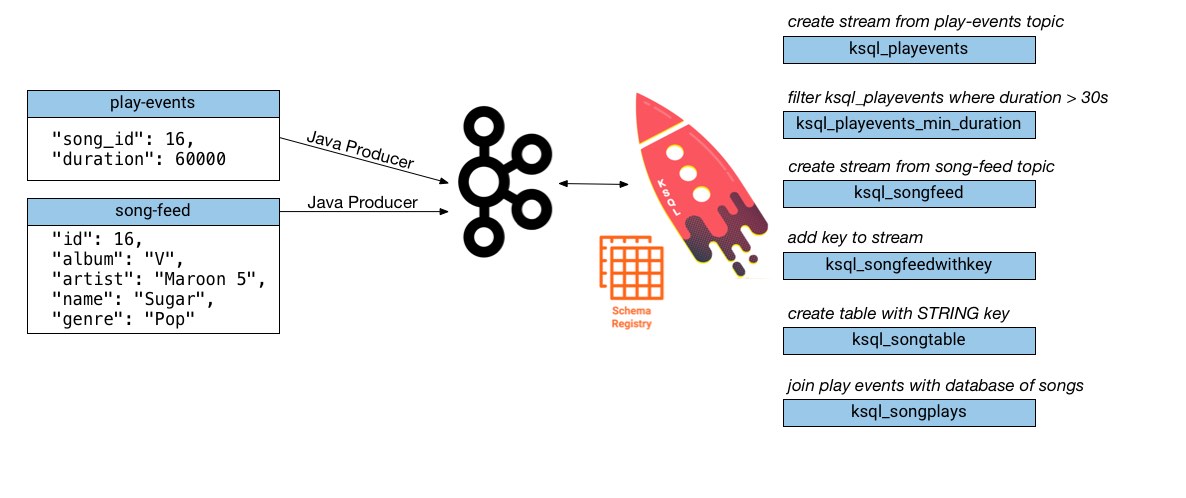 play-events
"song_id": 16,
"duration": 60000
song-feed
"id": 16,
"album": "V",
"artist": "Maroon 5",
"name": "Sugar",
"genre": "Pop"
Java Producer
Java Producer
KSQL
Schema
Registry
create stream from play-events topic
ksql_playevents
filter ksql_playevents where duration > 30s
ksql_playevents_min_duration
create stream from song-feed topic
ksql_songfeed
add key to stream
ksql_songfeedwithkey
create table with STRING key
ksql_songtable
join play events with database of songs
ksql_songplays